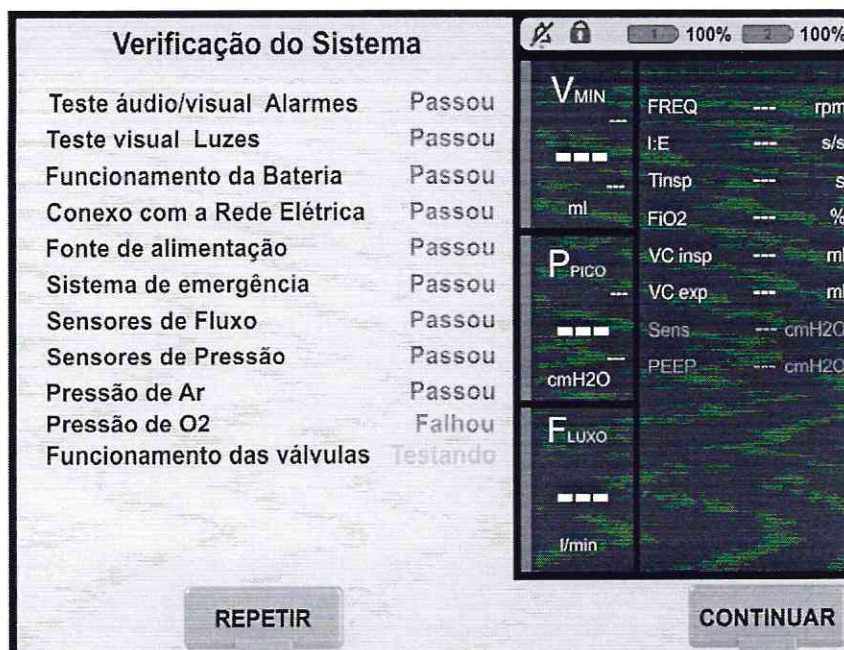 Verificação do Sistema
Teste áudio/visual Alarmes Passou
Teste visual Luzes Passou
Funcionamento da Bateria Passou
Conexo com a Rede Elétrica Passou
Fonte de alimentação Passou
Sistema de emergência Passou
Sensores de Fluxo Passou
Sensores de Pressão Passou
Pressão de Ar Passou
Pressão de O2 Falhou
Funcionamento das válvulas Testando
REPETIR
1 100% 2 100%
VMIN
---
---
---
ml
PPICO
---
---
---
cmH2O
FLUXO
---
l/min
FREQ --- rpm
I:E --- s/s
Tinsp --- s
FiO2 --- %
VC insp --- ml
VC exp --- ml
Sens --- cmH2O
PEEP --- cmH2O
CONTINUAR